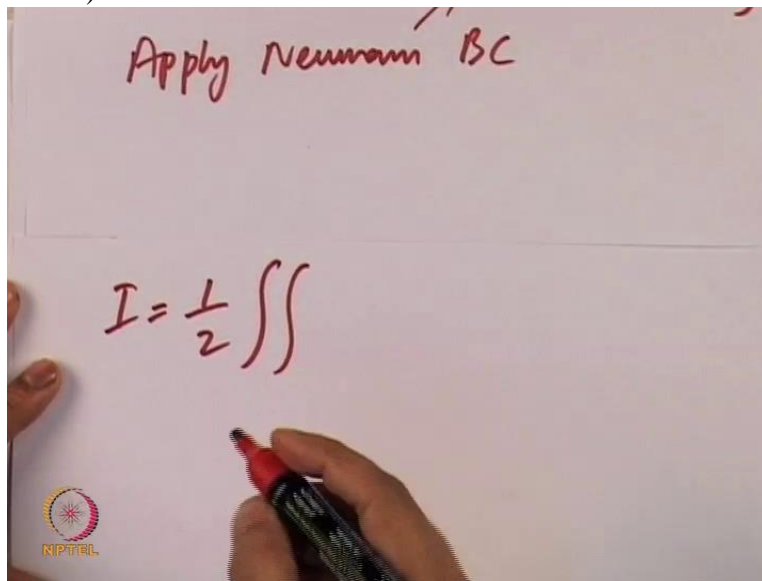 Apply Neumann BC
I = 1/2 ∫∫
NPTEL